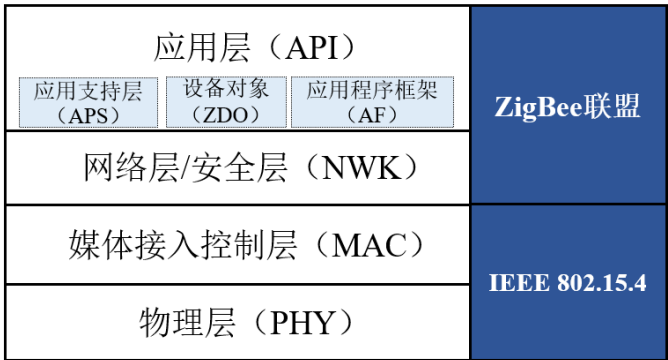 应用层（API）
应用支持层
（APS）
设备对象
（ZDO）
应用程序框架
（AF）
ZigBee联盟
网络层/安全层（NWK）
媒体接入控制层（MAC）
IEEE 802.15.4
物理层（PHY）